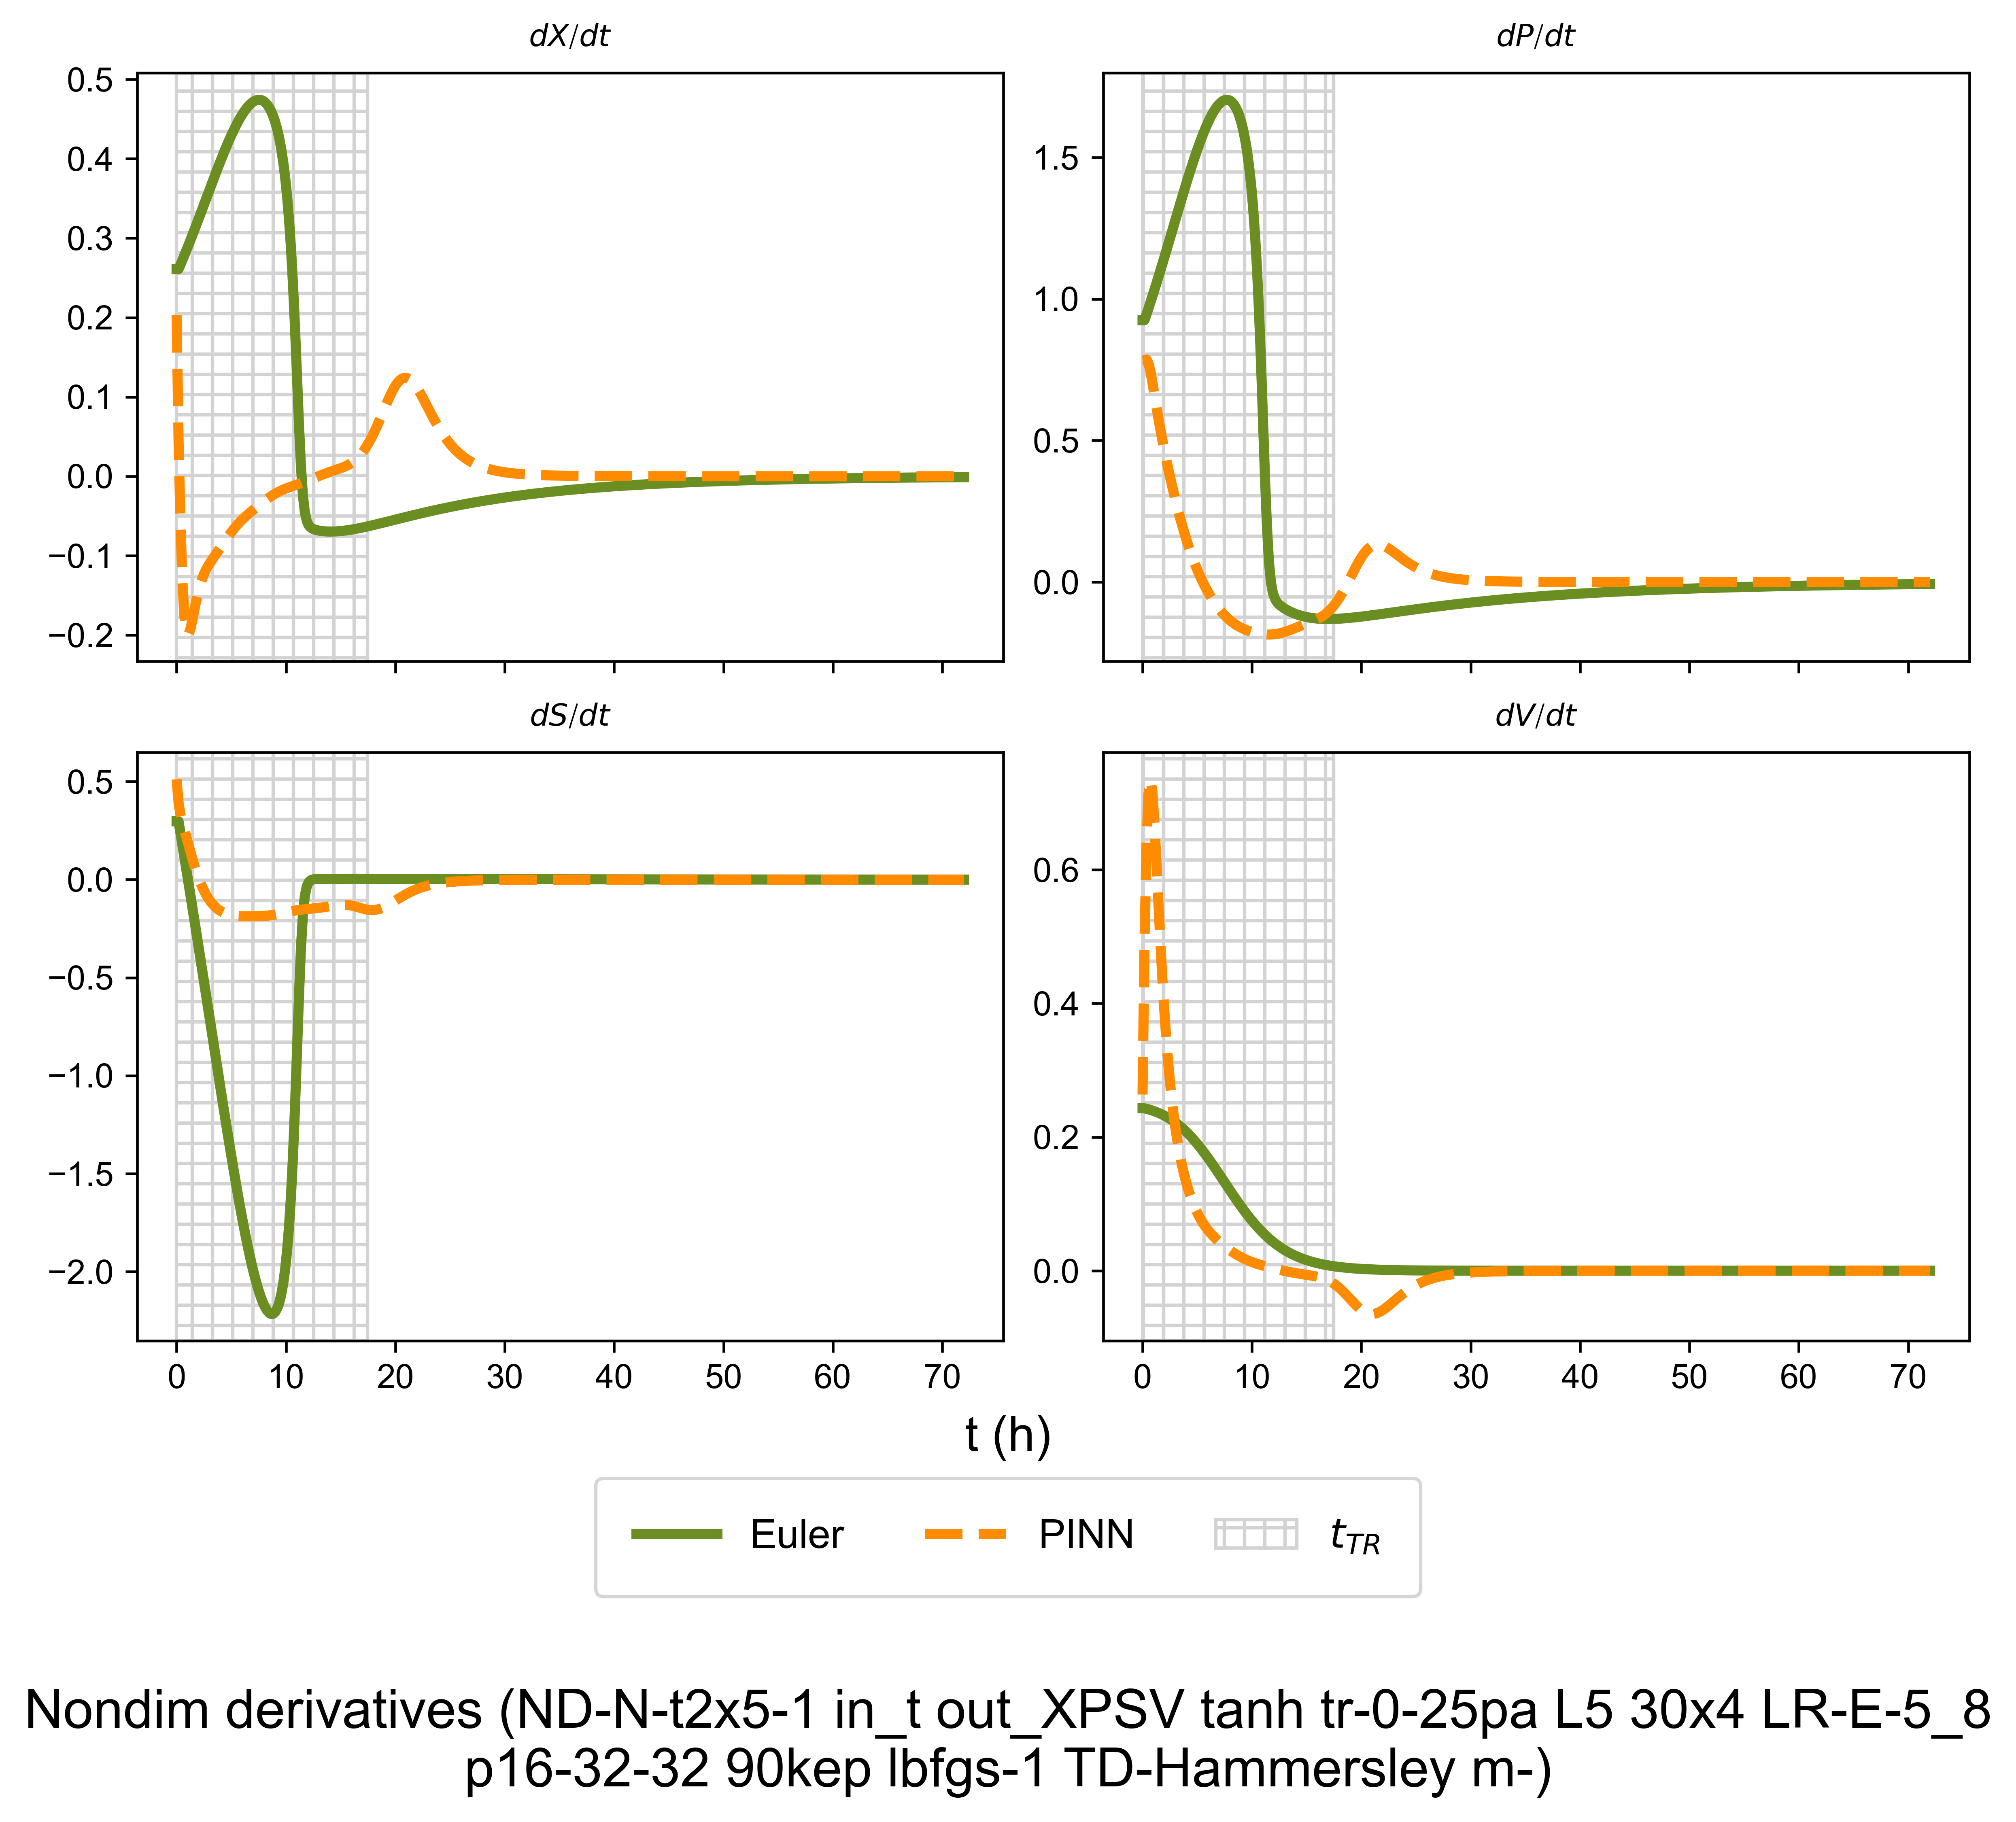 dX/dt
dP/dt
0.5
0.4
0.3
0.2
0.1
0.0
−0.1
−0.2
1.5
1.0
0.5
0.0
dS/dt
dV/dt
0.5
0.0
−0.5
−1.0
−1.5
−2.0
0 10 20 30 40 50 60 70
0.6
0.4
0.2
0.0
0 10 20 30 40 50 60 70
t (h)
Euler PINN t_TR
Nondim derivatives (ND-N-t2x5-1 in_t out_XPSV tanh tr-0-25pa L5 30x4 LR-E-5_8
p16-32-32 90kep lbfgs-1 TD-Hammersley m-)